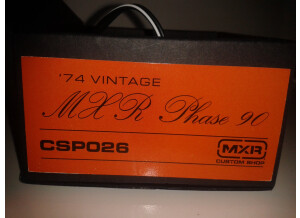 '74 VINTAGE
MXR Phase 90
CSP026
MXR
CUSTOM SHOP